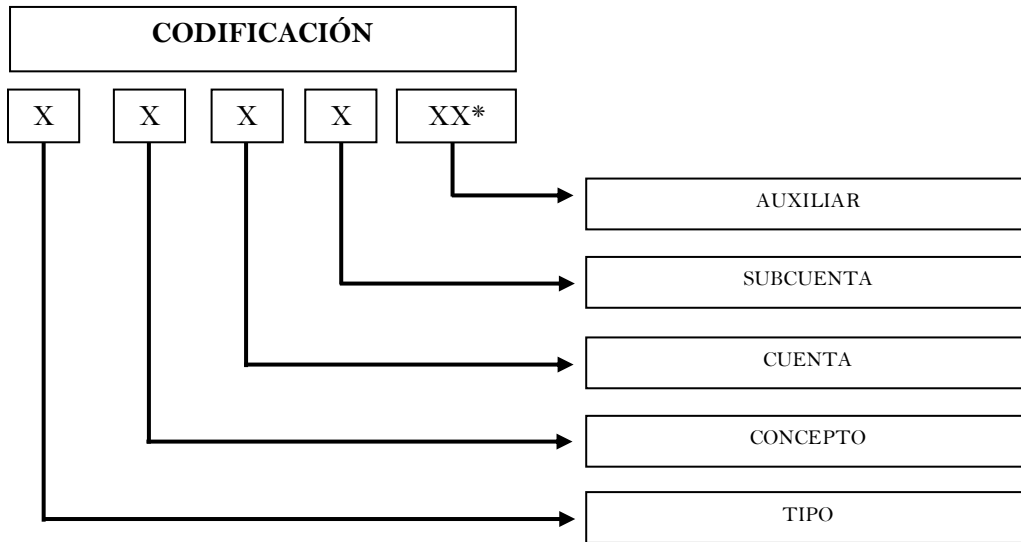 CODIFICACIÓN
X X X X XX*
AUXILIAR
SUBCUENTA
CUENTA
CONCEPTO
TIPO